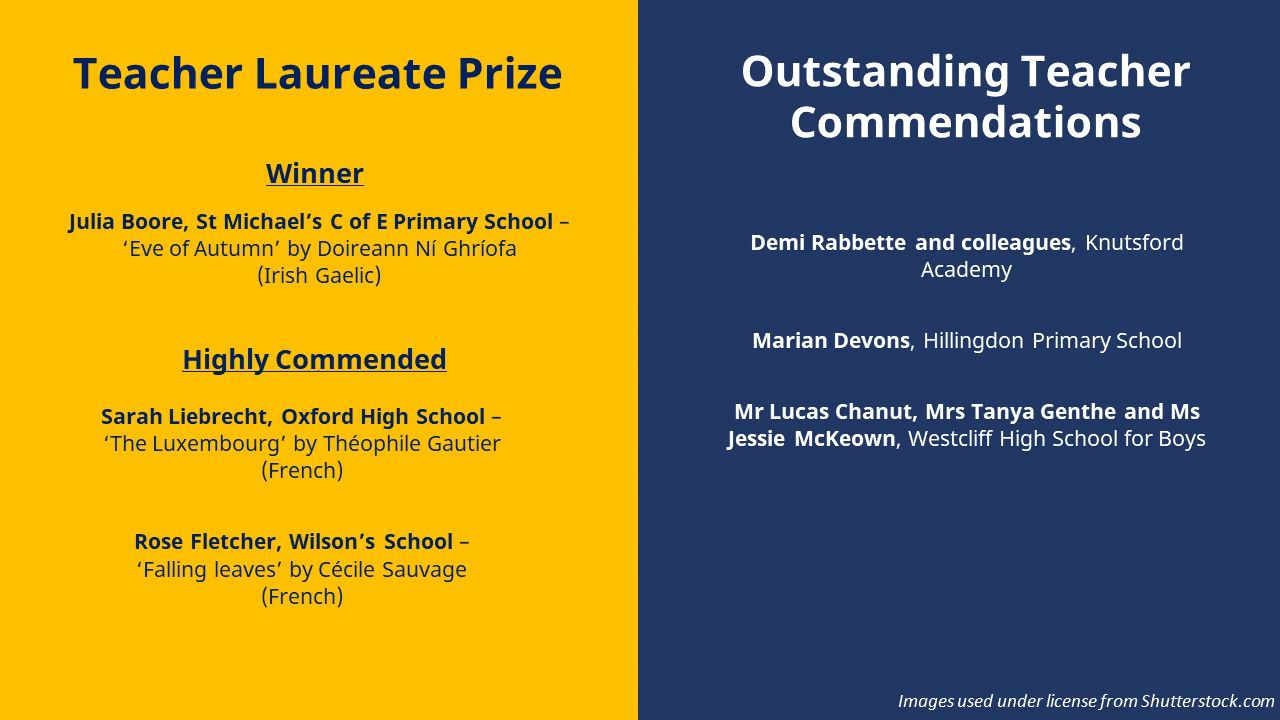 Teacher Laureate Prize
Winner
Julia Boore, St Michael’s C of E Primary School –
‘Eve of Autumn’ by Doireann Ní Ghríofa
(Irish Gaelic)
Highly Commended
Sarah Liebrecht, Oxford High School –
‘The Luxembourg’ by Théophile Gautier
(French)
Rose Fletcher, Wilson’s School –
‘Falling leaves’ by Cécile Sauvage
(French)
Outstanding Teacher
Commendations
Demi Rabbette and colleagues, Knutsford
Academy
Marian Devons, Hillingdon Primary School
Mr Lucas Chanut, Mrs Tanya Genthe and Ms
Jessie McKeown, Westcliff High School for Boys
Images used under license from Shutterstock.com